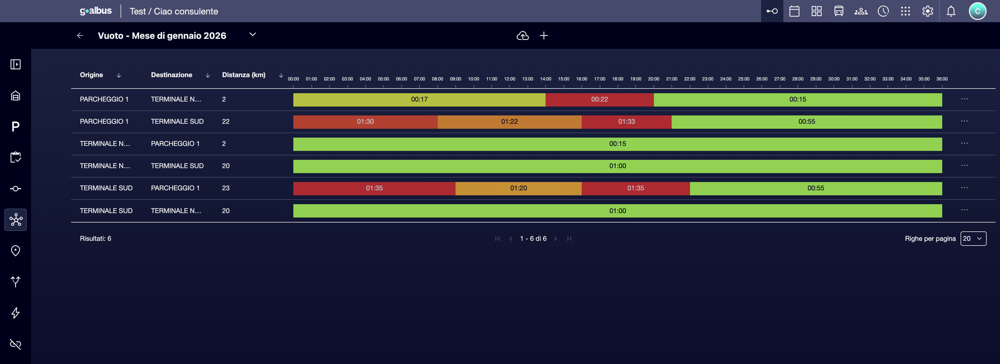 goalbus
Test / Ciao consulente
C
Vuoto - Mese di gennaio 2026
Origine Destinazione Distanza (km) 00:00 01:00 02:00 03:00 04:00 05:00 06:00 07:00 08:00 09:00 10:00 11:00 12:00 13:00 14:00 15:00 16:00 17:00 18:00 19:00 20:00 21:00 22:00 23:00 24:00 25:00 26:00 27:00 28:00 29:00 30:00 31:00 32:00 33:00 34:00 35:00 36:00
PARCHEGGIO 1 TERMINALE N... 2 00:17 00:22 00:15 ...
P
PARCHEGGIO 1 TERMINALE SUD 22 01:30 01:22 01:33 00:55 ...
TERMINALE N... PARCHEGGIO 1 2 00:15 ...
TERMINALE N... TERMINALE SUD 20 01:00 ...
TERMINALE SUD PARCHEGGIO 1 23 01:35 01:20 01:35 00:55 ...
TERMINALE SUD TERMINALE N... 20 01:00 ...
Risultati: 6 1 - 6 di 6 Righe per pagina 20